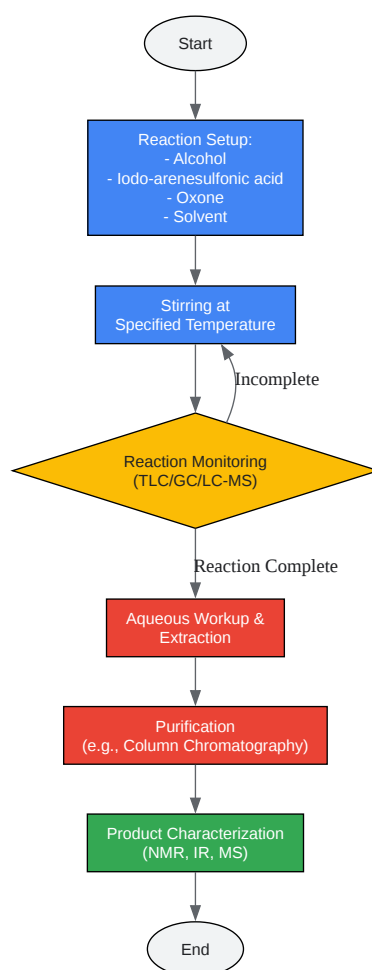 Start
Reaction Setup:
- Alcohol
- Iodo-arenesulfonic acid
- Oxone
- Solvent
Stirring at
Specified Temperature
Incomplete
Reaction Monitoring
(TLC/GC/LC-MS)
Reaction Complete
Aqueous Workup &
Extraction
Purification
(e.g., Column Chromatography)
Product Characterization
(NMR, IR, MS)
End